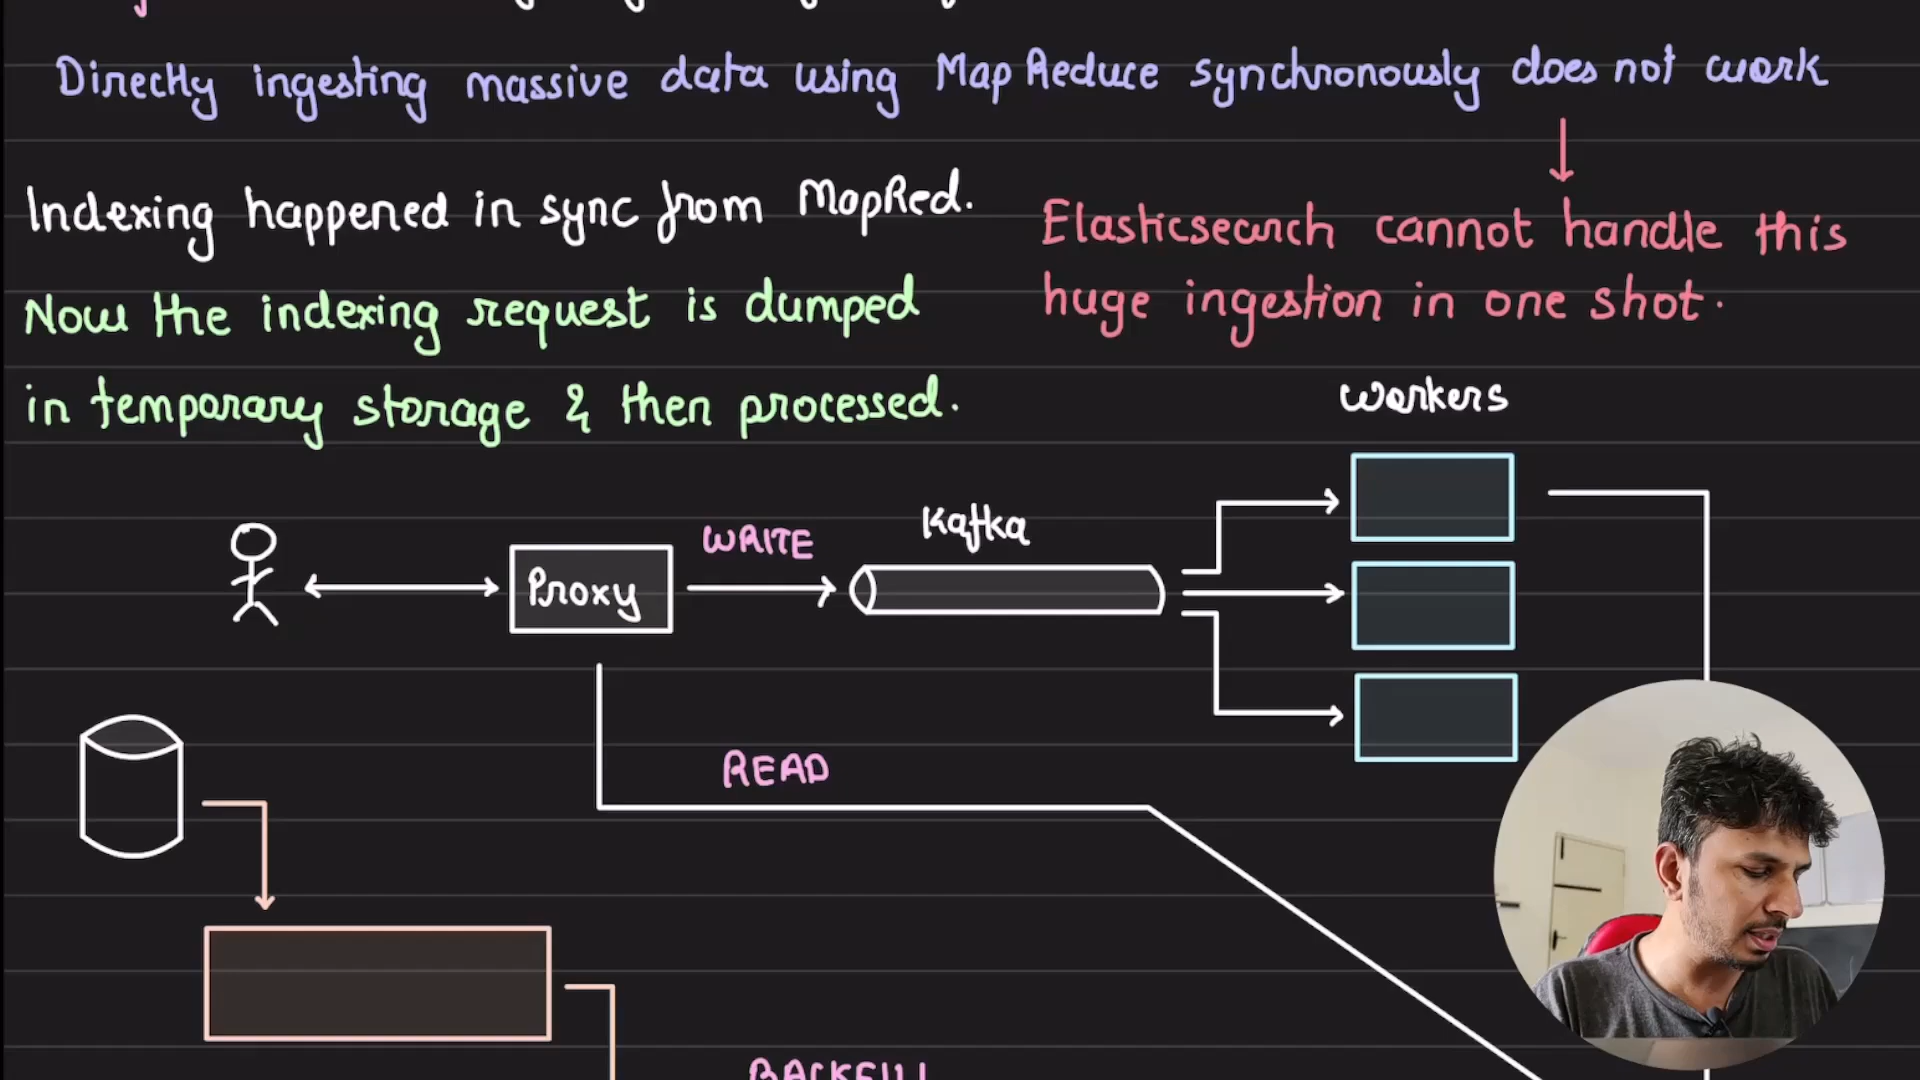 Directly ingesting massive data using MapReduce synchronously does not work
Indexing happened in sync from MapRed.
Elasticsearch cannot handle this
huge ingestion in one shot.
Now the indexing request is dumped
in temporary storage & then processed.
workers
Kafka
WRITE
Proxy
READ
BACKFILL